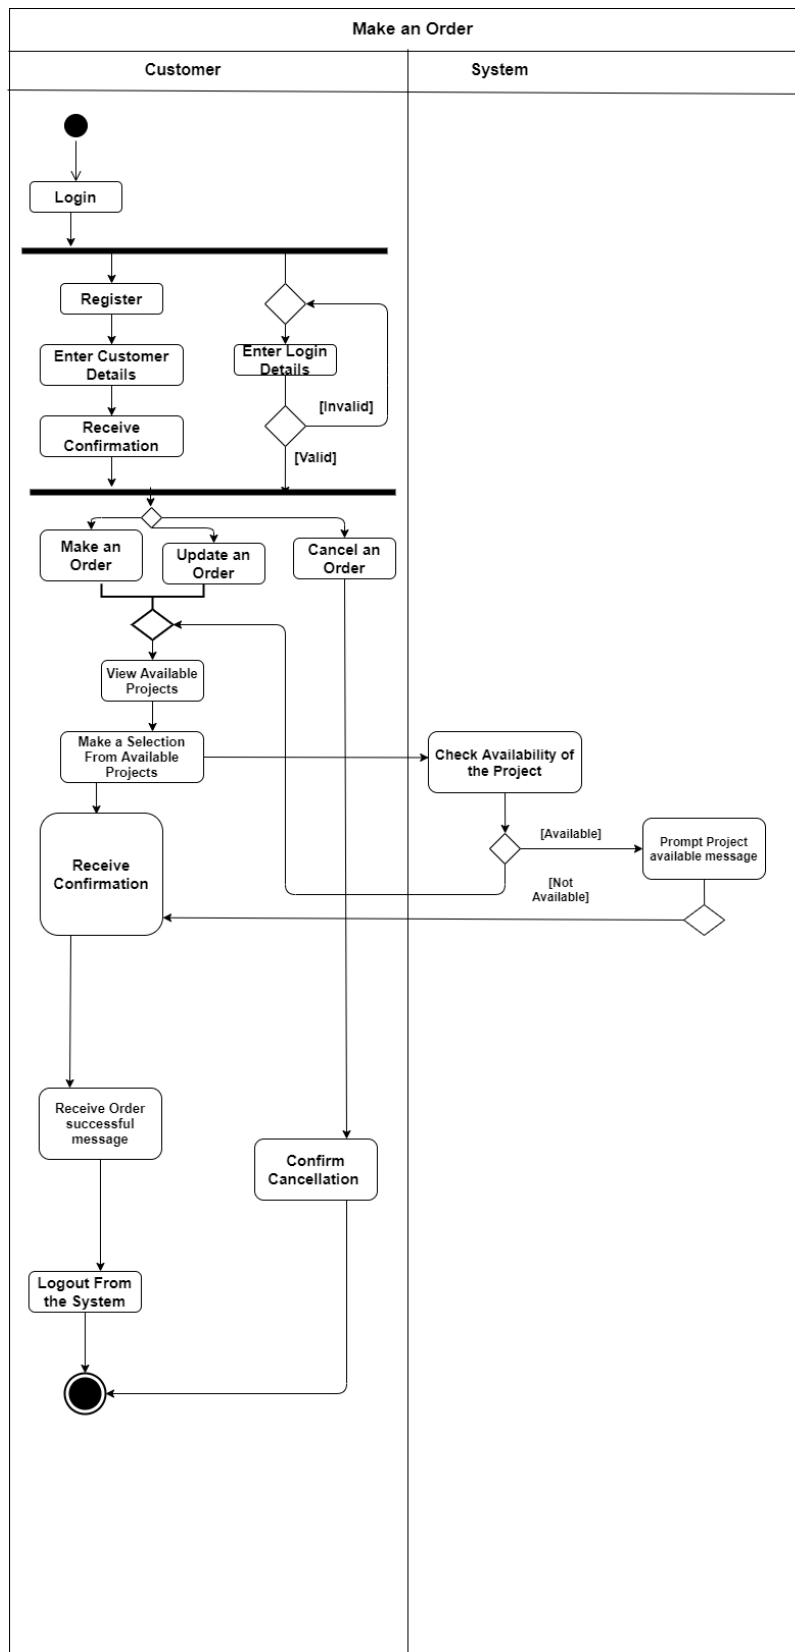 Make an Order
Customer
System
Login
Register
Enter Customer
Details
Enter Login
Details
[Invalid]
Receive
Confirmation
[Valid]
Make an
Order
Update an
Order
Cancel an
Order
View Available
Projects
Make a Selection
From Available
Projects
Check Availability of
the Project
[Available]
Prompt Project
available message
[Not
Available]
Receive
Confirmation
Receive Order
successful
message
Confirm
Cancellation
Logout From
the System